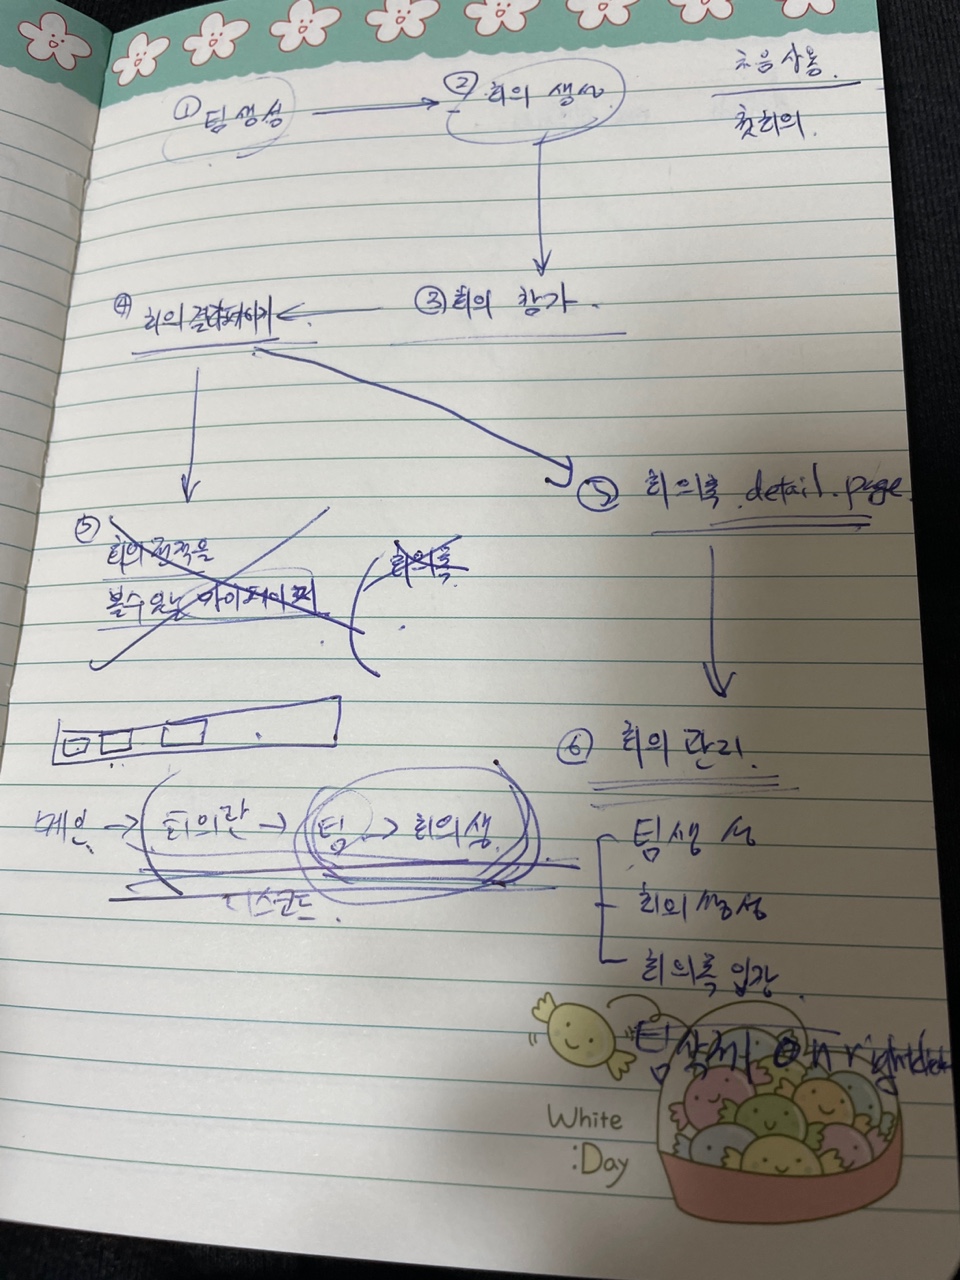 ① 팀 생성
② 회의 생성
처음 사용.
첫회의.
④ 회의 결과페이지
③ 회의 참가.
⑤ 회의록 detail. page.
⑤
회의 전적을
볼수있는 마이페이지
회의록
⑥ 회의 관리.
메인 → 회의란 → 팀 → 회의생
디스코드.
팀 생성
회의 생성
회의록 입장
팀 삭제 on right
White
:Day